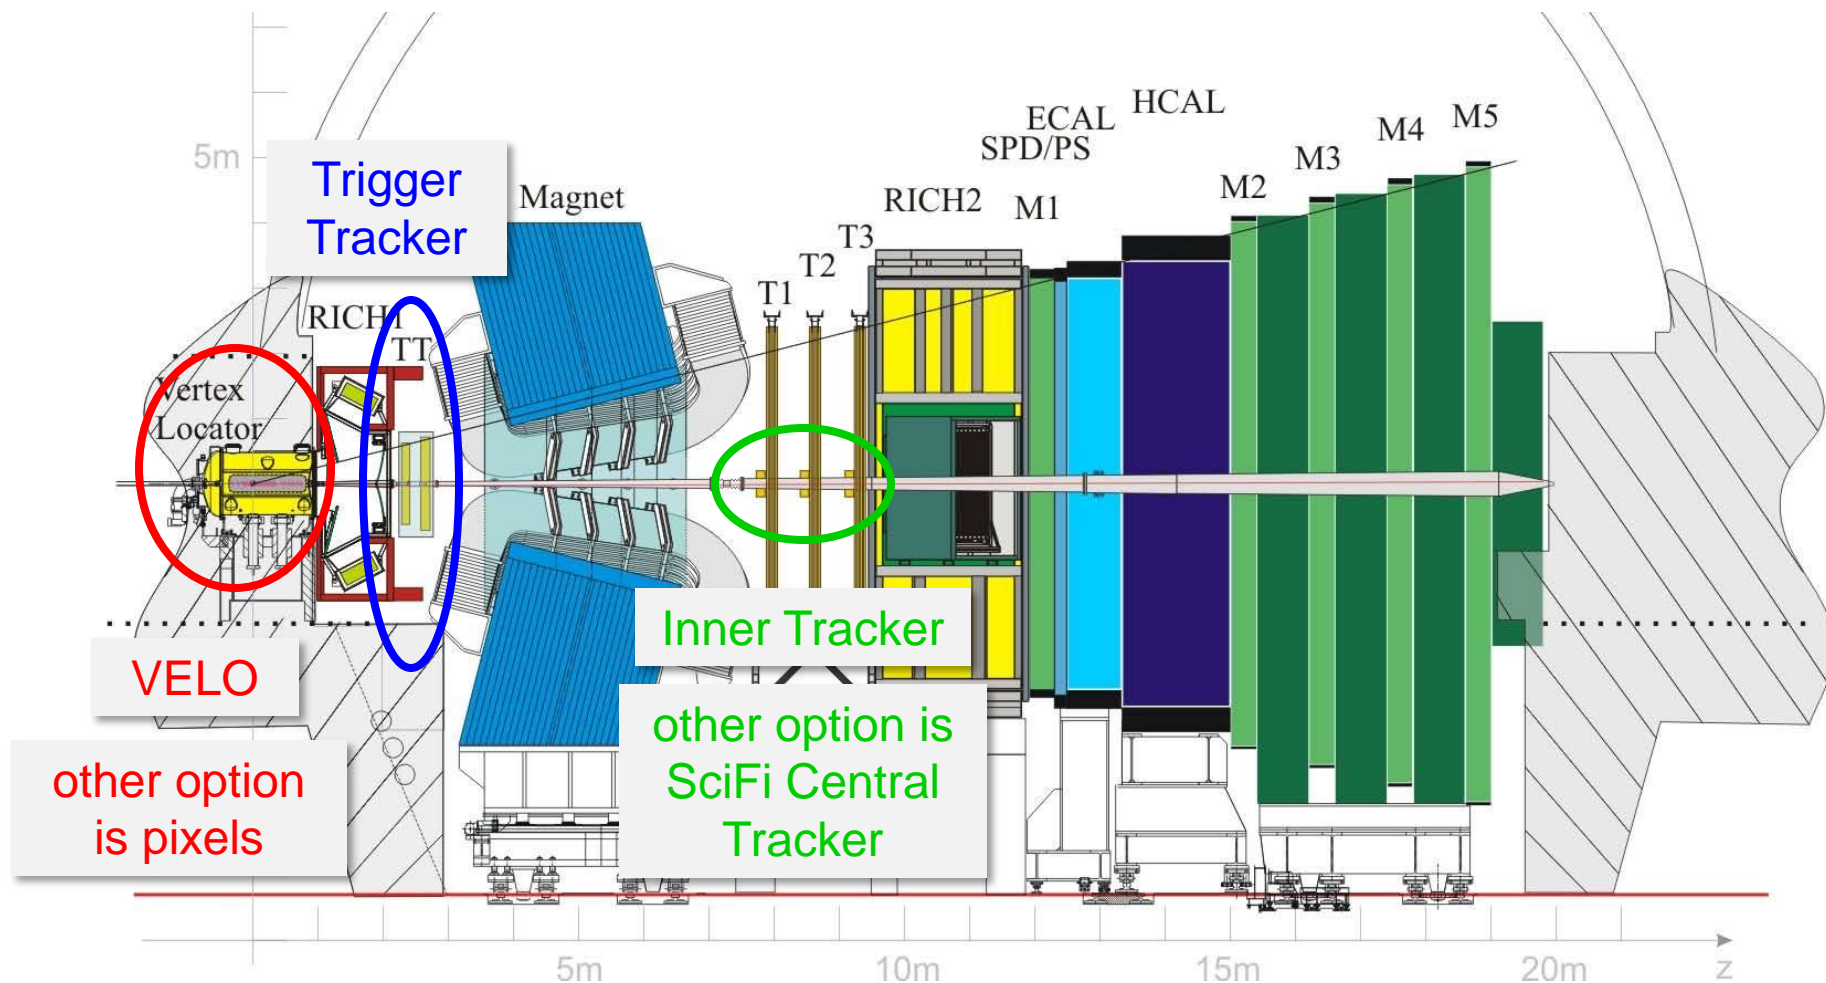 HCAL
ECAL
SPD/PS
M5
M4
M3
M2
M1
RICH2
5m
Trigger
Tracker
Magnet
T3
T2
T1
RICH1
TT
Vertex
Locator
VELO
other option
is pixels
Inner Tracker
other option is
SciFi Central
Tracker
5m
10m
15m
20m
z